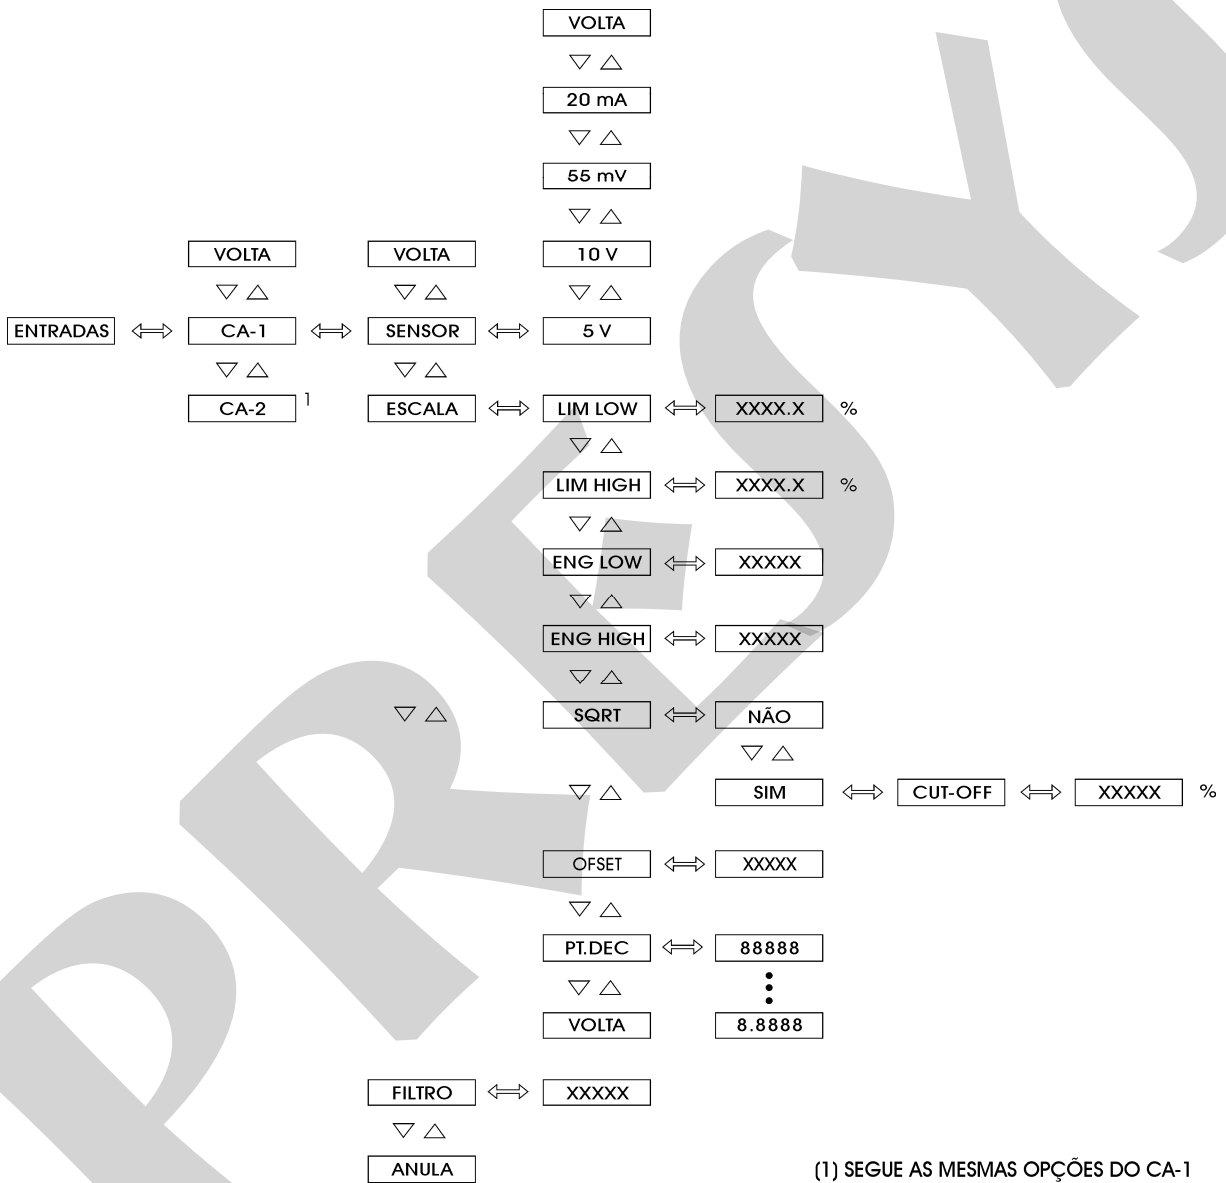 VOLTA
20 mA
55 mV
VOLTA VOLTA 10 V
ENTRADAS CA-1 SENSOR 5 V
CA-2 1 ESCALA LIM LOW XXXX.X %
LIM HIGH XXXX.X %
ENG LOW XXXXX
ENG HIGH XXXXX
SQRT NÃO
SIM CUT-OFF XXXXX %
OFSET XXXXX
PT.DEC 88888
VOLTA 8.8888
FILTRO XXXXX
ANULA
(1) SEGUE AS MESMAS OPÇÕES DO CA-1
PRESYS